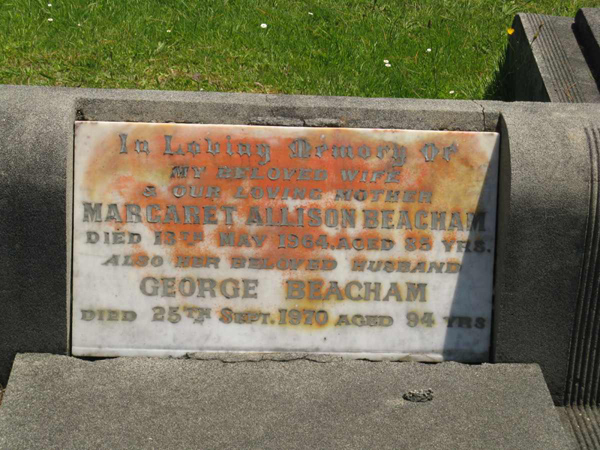 In Loving Memory Of
MY BELOVED WIFE
& OUR LOVING MOTHER
MARGARET ALLISON BEACHAM
DIED 13TH MAY 1964. AGED 85 YRS.
ALSO HER BELOVED HUSBAND
GEORGE BEACHAM
DIED 25TH SEPT. 1970 AGED 94 YRS